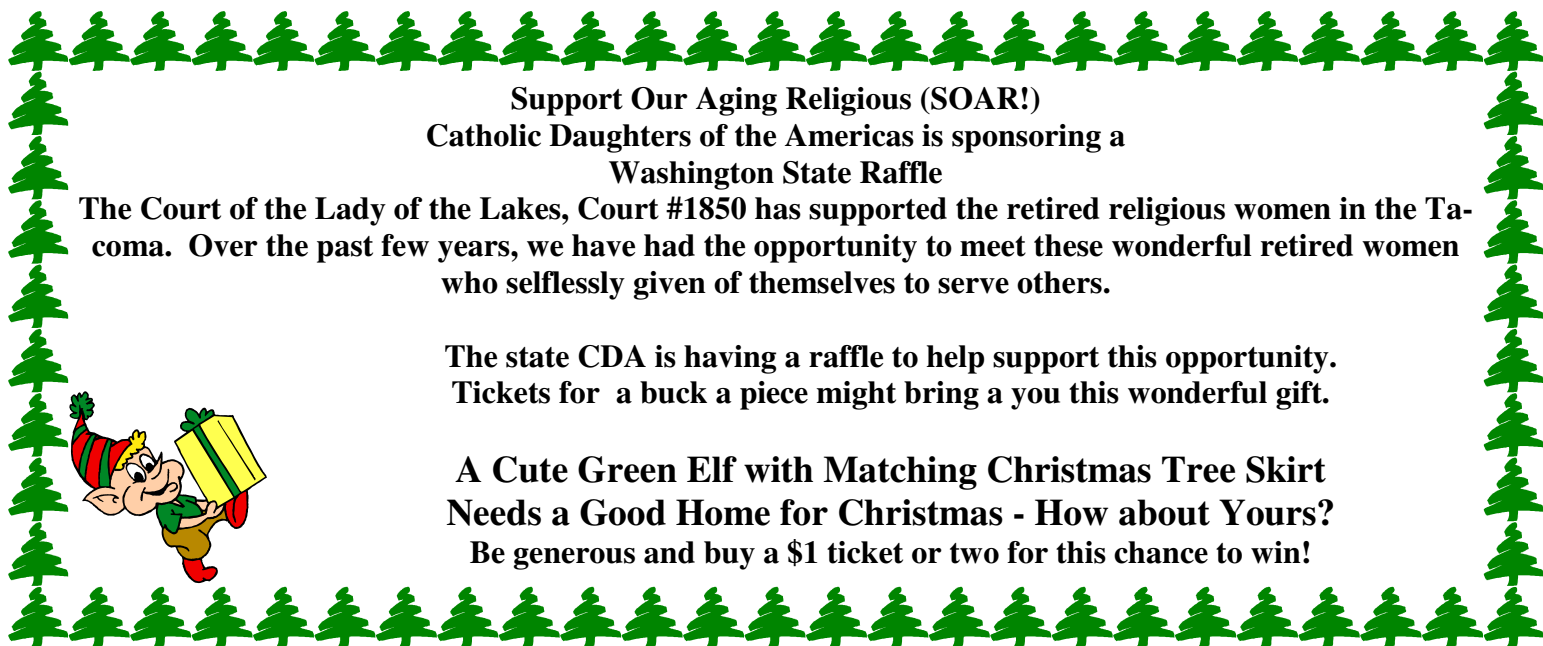 Support Our Aging Religious (SOAR!)
Catholic Daughters of the Americas is sponsoring a
Washington State Raffle
The Court of the Lady of the Lakes, Court #1850 has supported the retired religious women in the Ta-
coma.  Over the past few years, we have had the opportunity to meet these wonderful retired women
who selflessly given of themselves to serve others.
The state CDA is having a raffle to help support this opportunity.
Tickets for  a buck a piece might bring a you this wonderful gift.
A Cute Green Elf with Matching Christmas Tree Skirt
Needs a Good Home for Christmas - How about Yours?
Be generous and buy a $1 ticket or two for this chance to win!